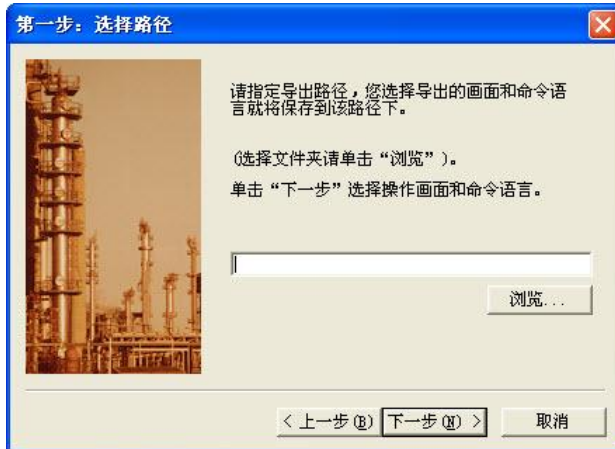 第一步：选择路径
请指定导出路径，您选择导出的画面和命令语
言就将保存到该路径下。
(选择文件夹请单击“浏览”)。
单击“下一步”选择操作画面和命令语言。
浏览...
< 上一步(B)
下一步(N) >
取消